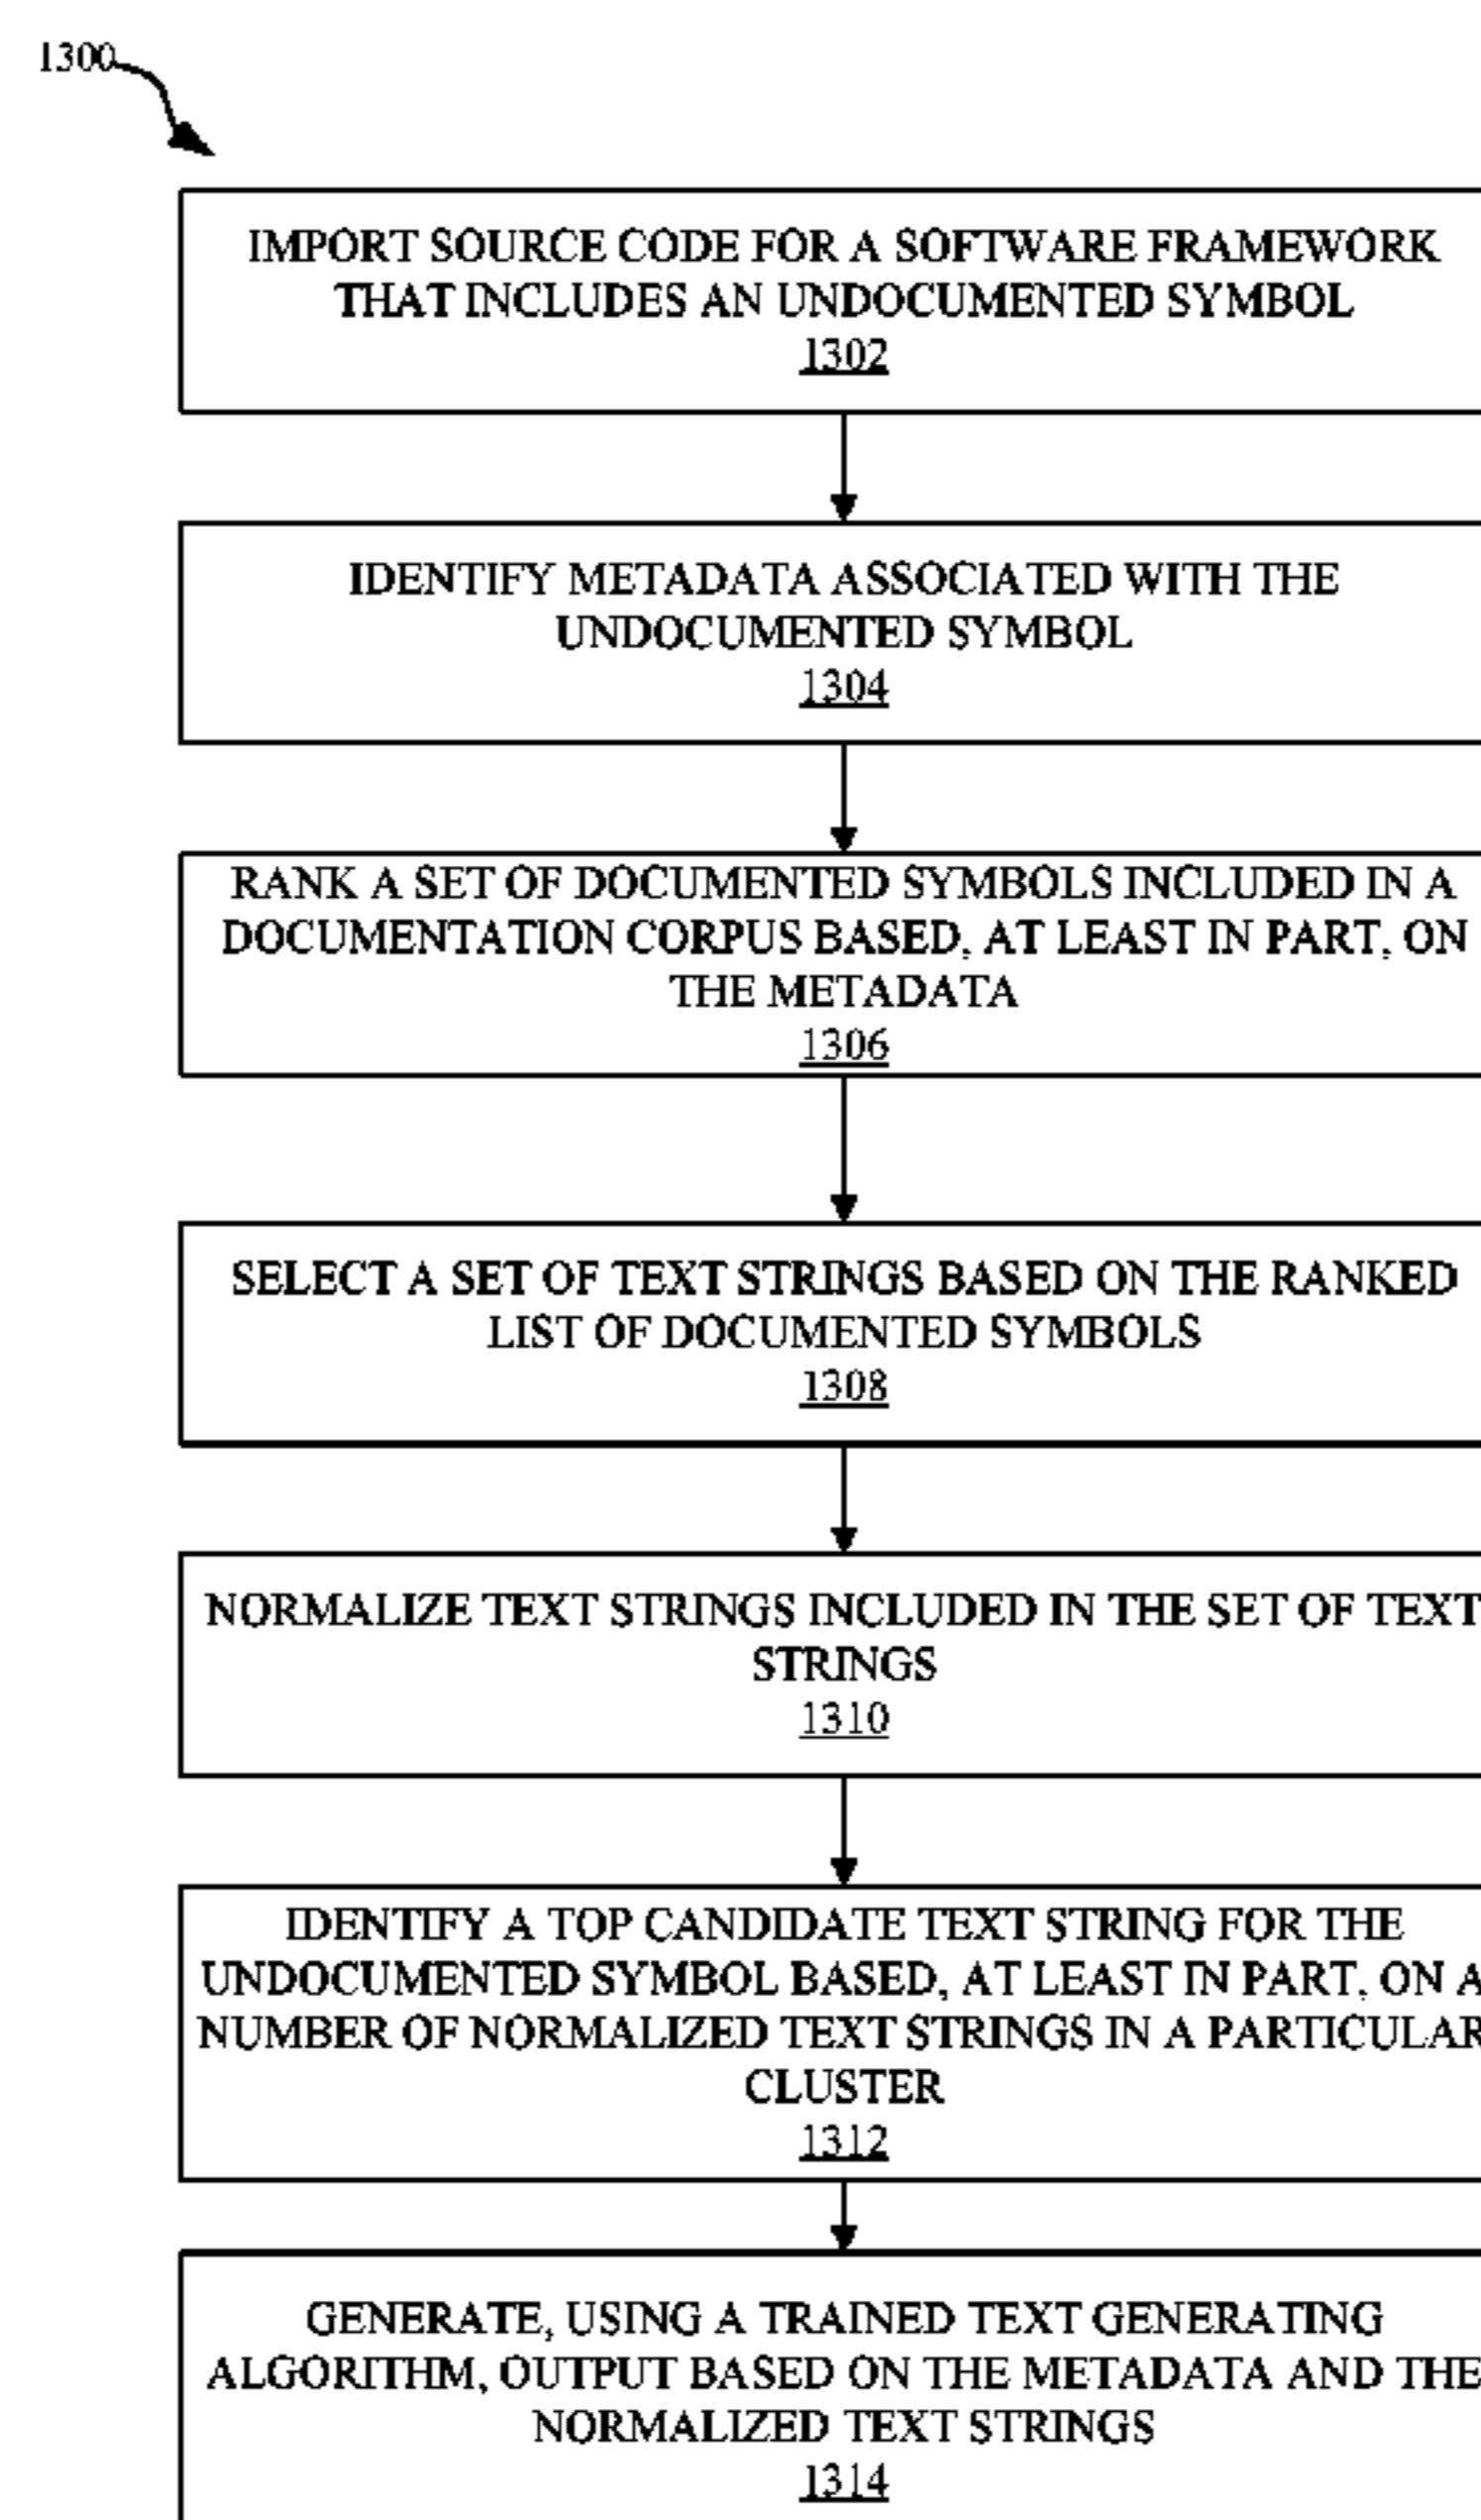 1300
IMPORT SOURCE CODE FOR A SOFTWARE FRAMEWORK
THAT INCLUDES AN UNDOCUMENTED SYMBOL
1302
IDENTIFY METADATA ASSOCIATED WITH THE
UNDOCUMENTED SYMBOL
1304
RANK A SET OF DOCUMENTED SYMBOLS INCLUDED IN A
DOCUMENTATION CORPUS BASED, AT LEAST IN PART, ON
THE METADATA
1306
SELECT A SET OF TEXT STRINGS BASED ON THE RANKED
LIST OF DOCUMENTED SYMBOLS
1308
NORMALIZE TEXT STRINGS INCLUDED IN THE SET OF TEXT
STRINGS
1310
IDENTIFY A TOP CANDIDATE TEXT STRING FOR THE
UNDOCUMENTED SYMBOL BASED, AT LEAST IN PART, ON A
NUMBER OF NORMALIZED TEXT STRINGS IN A PARTICULAR
CLUSTER
1312
GENERATE, USING A TRAINED TEXT GENERATING
ALGORITHM, OUTPUT BASED ON THE METADATA AND THE
NORMALIZED TEXT STRINGS
1314